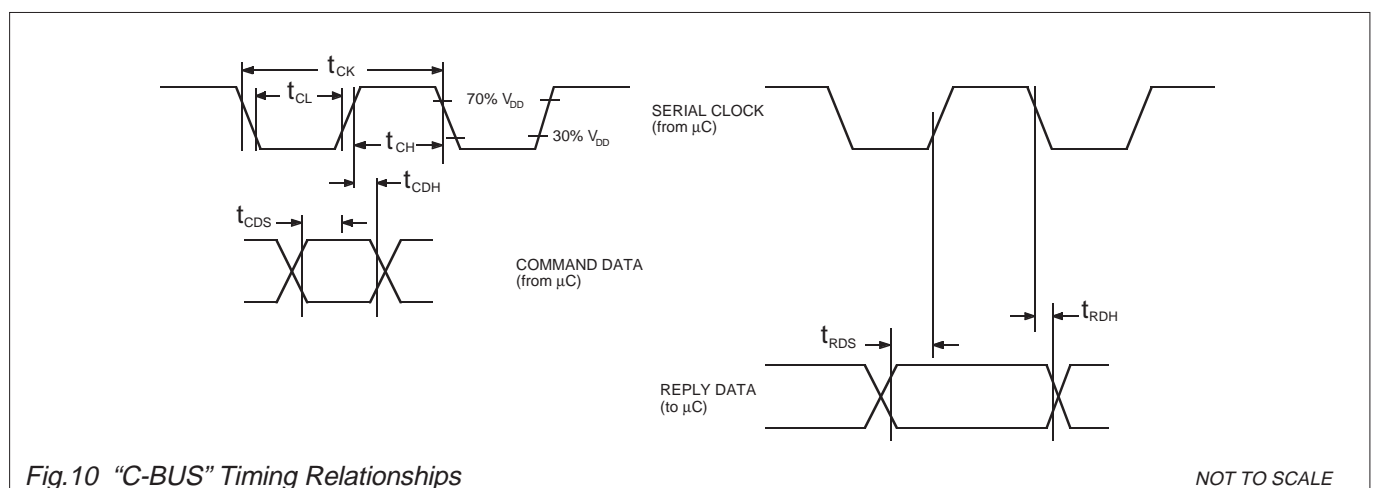 tCK
tCL
70% VDD
30% VDD
tCH
tCDH
tCDS
SERIAL CLOCK
(from μC)
COMMAND DATA
(from μC)
tRDH
tRDS
REPLY DATA
(to μC)
Fig.10 “C-BUS” Timing Relationships
NOT TO SCALE